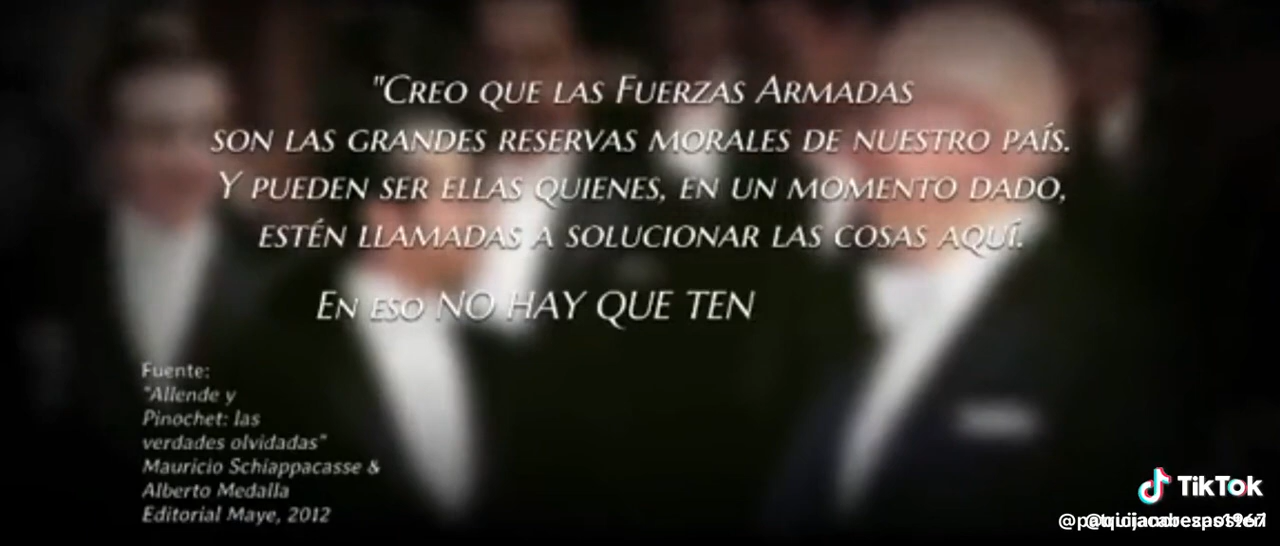 "Creo que las Fuerzas Armadas
son las grandes reservas morales de nuestro país.
Y pueden ser ellas quienes, en un momento dado,
estén llamadas a solucionar las cosas aquí.
En eso NO HAY QUE TEN
Fuente:
"Allende y
Pinochet: las
verdades olvidadas"
Mauricio Schiappacasse &
Alberto Medalla
Editorial Maye, 2012
TikTok